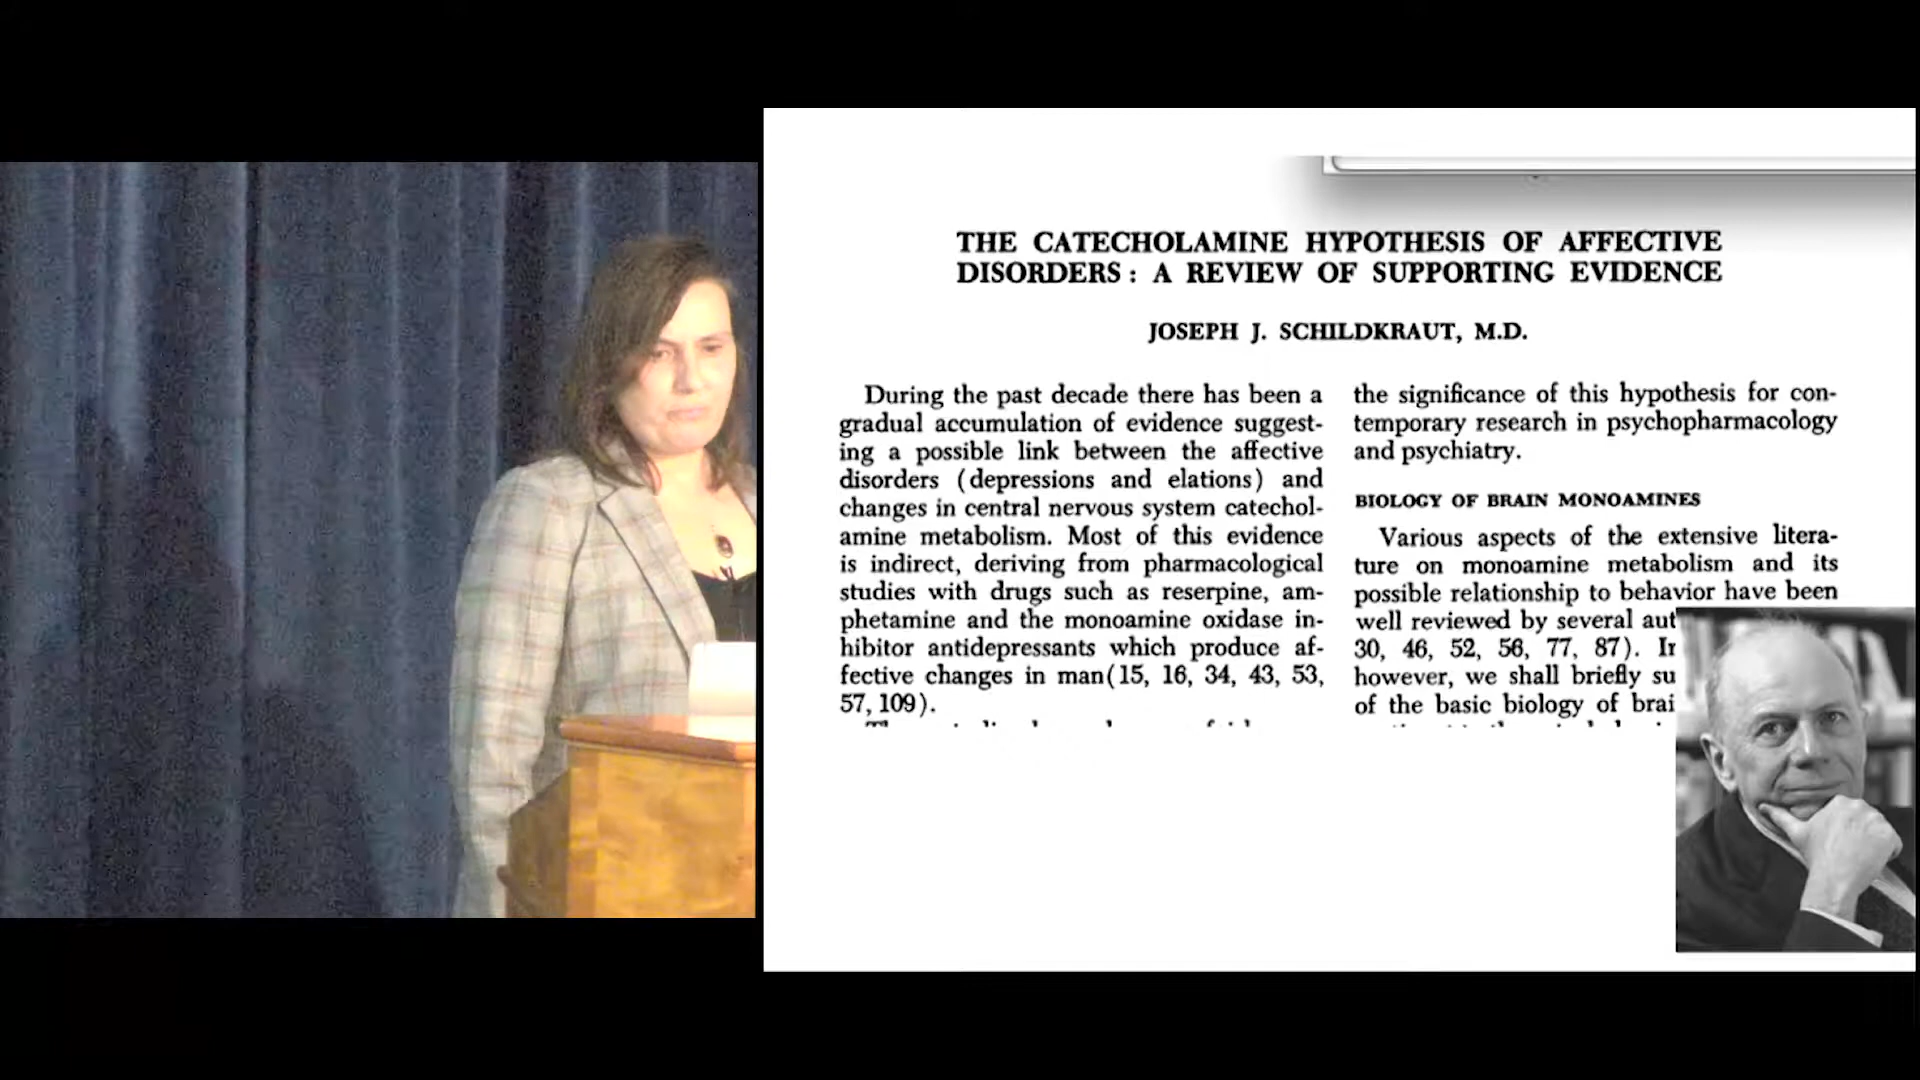 THE CATECHOLAMINE HYPOTHESIS OF AFFECTIVE
DISORDERS: A REVIEW OF SUPPORTING EVIDENCE
JOSEPH J. SCHILDKRAUT, M.D.
During the past decade there has been a
gradual accumulation of evidence suggest-
ing a possible link between the affective
disorders (depressions and elations) and
changes in central nervous system catechol-
amine metabolism. Most of this evidence
is indirect, deriving from pharmacological
studies with drugs such as reserpine, am-
phetamine and the monoamine oxidase in-
hibitor antidepressants which produce af-
fective changes in man(15, 16, 34, 43, 53,
57, 109).
the significance of this hypothesis for con-
temporary research in psychopharmacology
and psychiatry.
BIOLOGY OF BRAIN MONOAMINES
Various aspects of the extensive litera-
ture on monoamine metabolism and its
possible relationship to behavior have been
well reviewed by several aut
30, 46, 52, 56, 77, 87). Ir
however, we shall briefly su
of the basic biology of brai